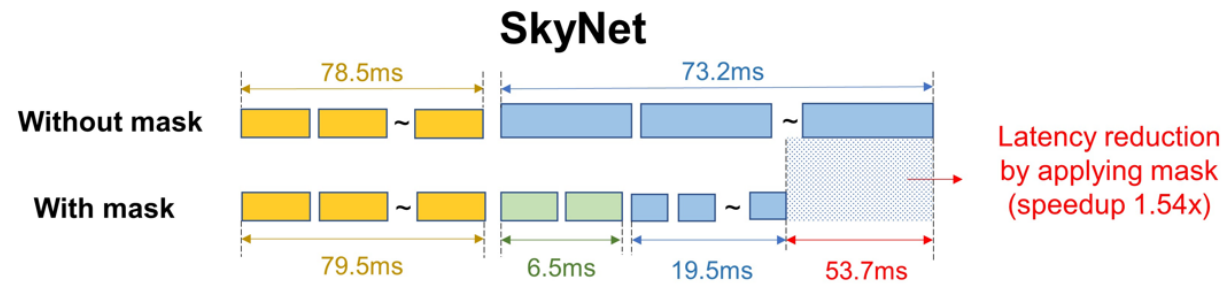 SkyNet
78.5ms
73.2ms
Without mask
~
~
Latency reduction
by applying mask
(speedup 1.54x)
With mask
~
~
79.5ms
6.5ms
19.5ms
53.7ms